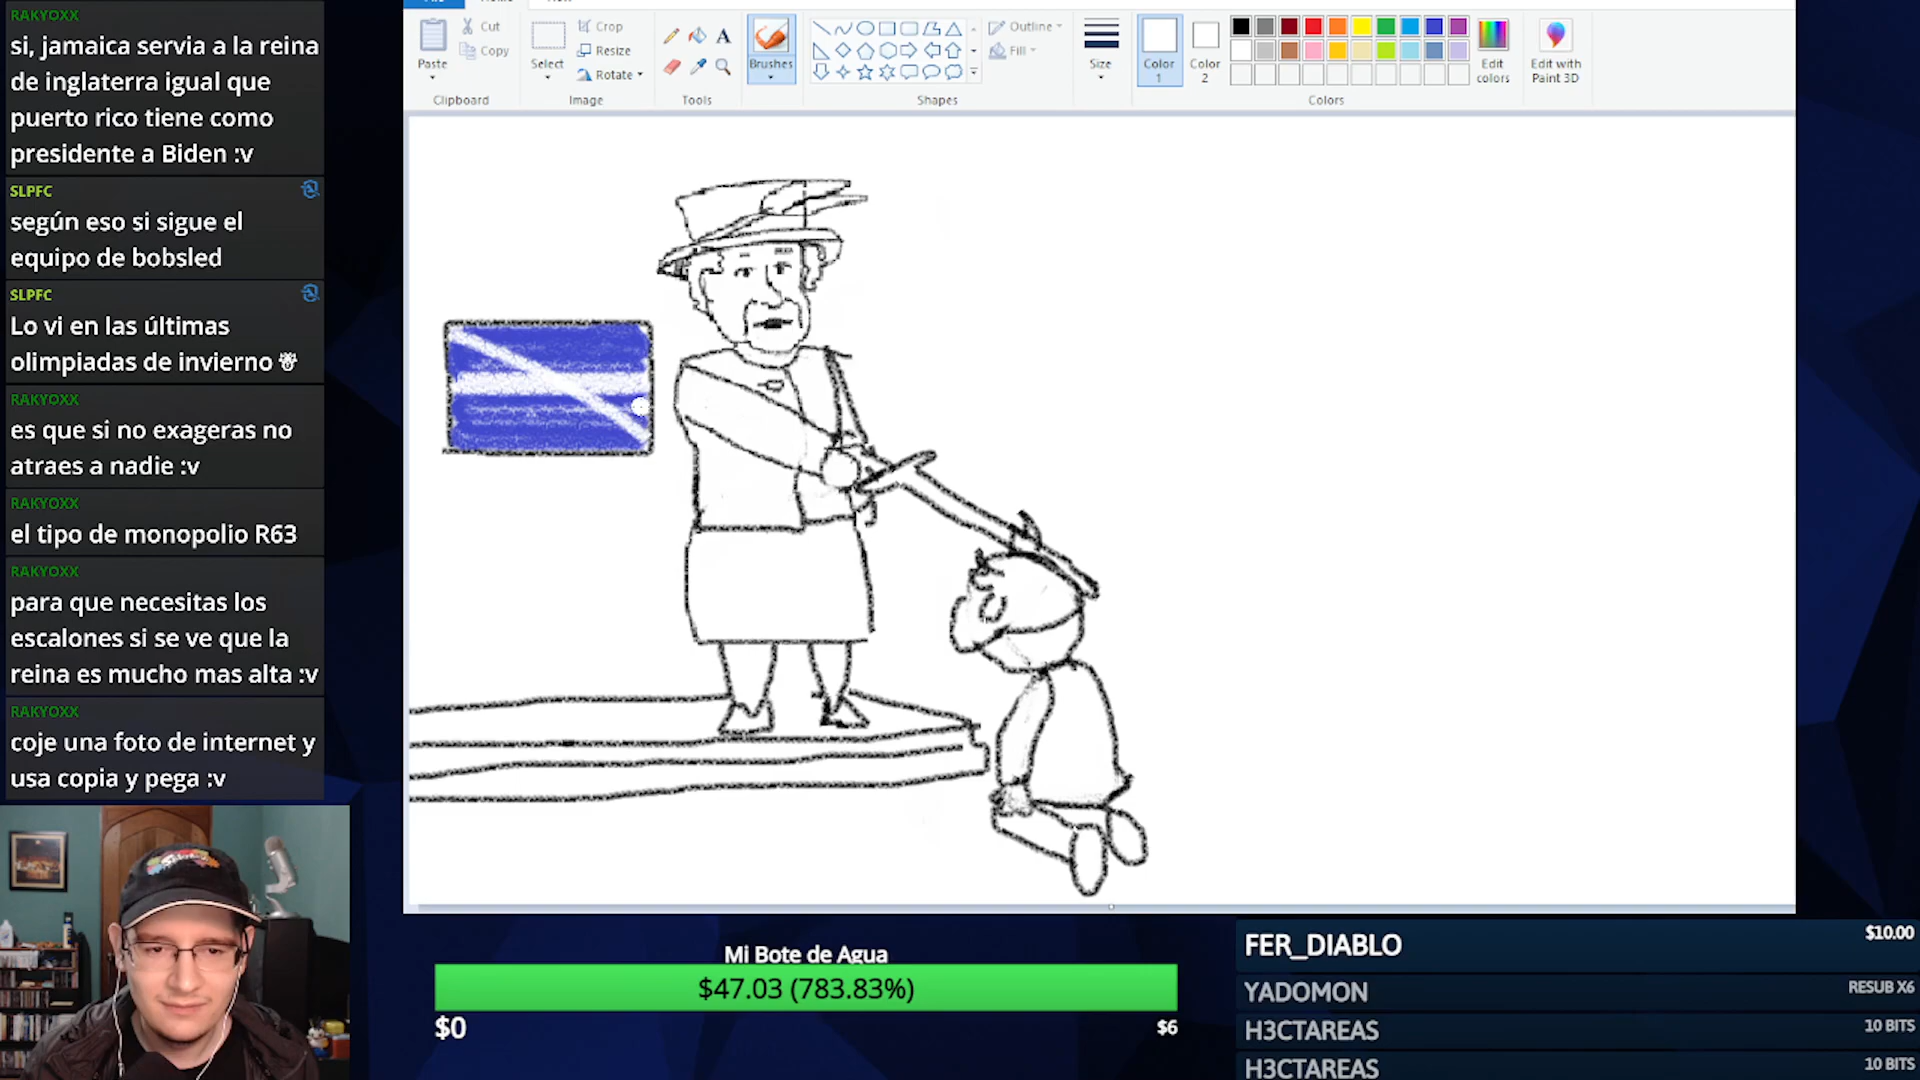 RAKYOXX
si, jamaica servia a la reina
de inglaterra igual que
puerto rico tiene como
presidente a Biden :v
SLPFC
según eso si sigue el
equipo de bobsled
SLPFC
Lo vi en las últimas
olimpiadas de invierno
RAKYOXX
es que si no exageras no
atraes a nadie :v
RAKYOXX
el tipo de monopolio R63
RAKYOXX
para que necesitas los
escalones si se ve que la
reina es mucho mas alta :v
RAKYOXX
coje una foto de internet y
usa copia y pega :v
Paste
Cut
Copy
Clipboard
Select
Crop
Resize
Rotate
Image
A
Tools
Brushes
Outline
Fill
Shapes
Size
Color
1
Color
2
Edit
colors
Colors
Edit with
Paint 3D
Mi Bote de Agua
$47.03 (783.83%)
$0
$6
FER_DIABLO
$10.00
YADOMON
RESUB X6
H3CTAREAS
10 BITS
H3CTAREAS
10 BITS